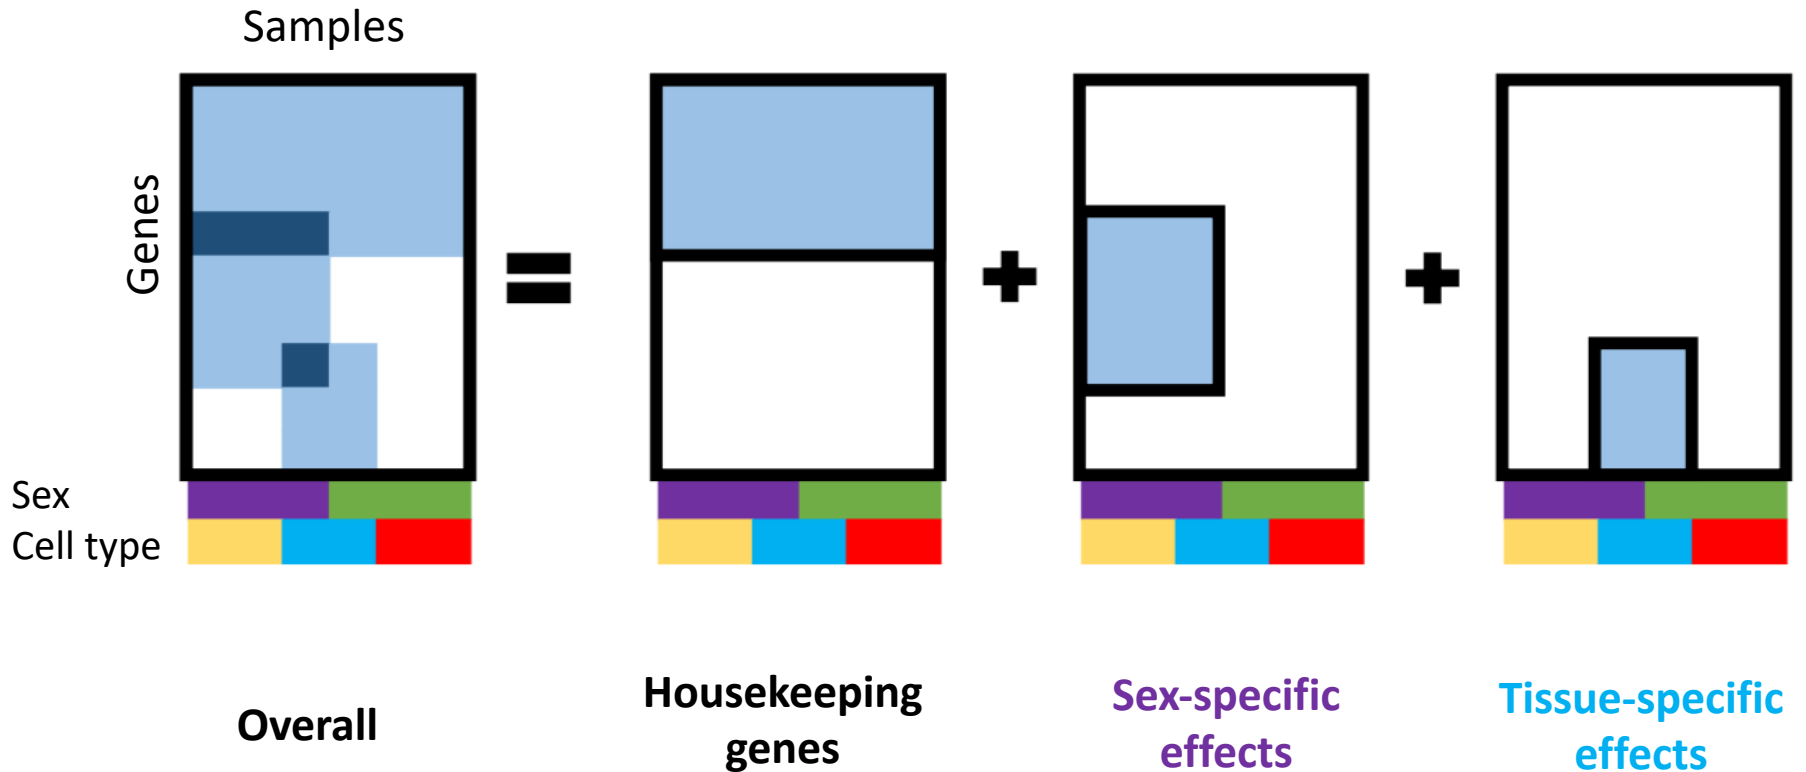 Samples
Genes
Sex
Cell type
Overall
Housekeeping
genes
Sex-specific
effects
Tissue-specific
effects